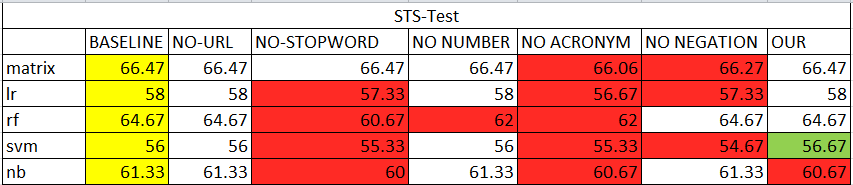 STS-Test
BASELINE NO-URL NO-STOPWORD NO NUMBER NO ACRONYM NO NEGATION OUR
matrix 66.47 66.47 66.47 66.47 66.06 66.27 66.47
lr 58 58 57.33 58 56.67 57.33 58
rf 64.67 64.67 60.67 62 62 64.67 64.67
svm 56 56 55.33 56 55.33 54.67 56.67
nb 61.33 61.33 60 61.33 60.67 61.33 60.67